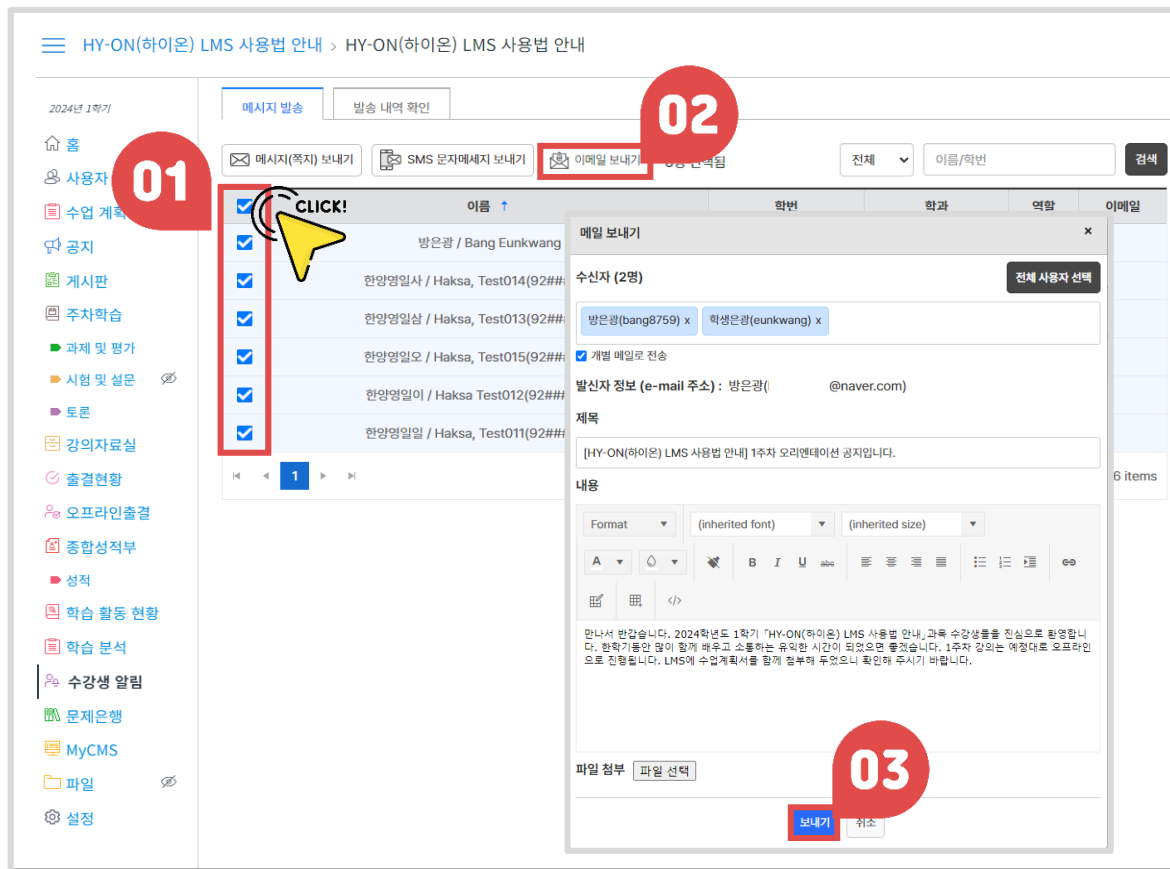 HY-ON(하이온) LMS 사용법 안내 > HY-ON(하이온) LMS 사용법 안내
2024년 1학기
메시지 발송 발송 내역 확인
02
홈
01
사용자
메시지(쪽지) 보내기 SMS 문자메세지 보내기 이메일 보내기 전체 이름/학번 검색
수업 계획
CLICK! 이름 ↑ 학번 학과 역할 이메일
공지
게시판
주차학습
과제 및 평가
시험 및 설문
토론
강의자료실
출결현황
오프라인출결
종합성적부
성적
학습 활동 현황
학습 분석
수강생 알림
문제은행
MyCMS
파일
설정
방은광 / Bang Eunkwang
한양영일사 / Haksa, Test014(92###
한양영일삼 / Haksa, Test013(92###
한양영일오 / Haksa, Test015(92###
한양영일이 / Haksa Test012(92###
한양영일일 / Haksa, Test011(92###
1
6 items
메일 보내기 ×
수신자 (2명) 전체 사용자 선택
방은광(bang8759) x 학생은광(eunkwang) x
개별 메일로 전송
발신자 정보 (e-mail 주소) : 방은광( @naver.com)
제목
[HY-ON(하이온) LMS 사용법 안내] 1주차 오리엔테이션 공지입니다.
내용
Format (inherited font) (inherited size)
A B I U abc
</>
만나서 반갑습니다. 2024학년도 1학기 「HY-ON(하이온) LMS 사용법 안내」과목 수강생들을 진심으로 환영합니
다. 한학기동안 많이 함께 배우고 소통하는 유익한 시간이 되었으면 좋겠습니다. 1주차 강의는 예정대로 오프라인
으로 진행됩니다. LMS에 수업계획서를 함께 첨부해 두었으니 확인해 주시기 바랍니다.
파일 첨부 파일 선택
03
보내기 취소